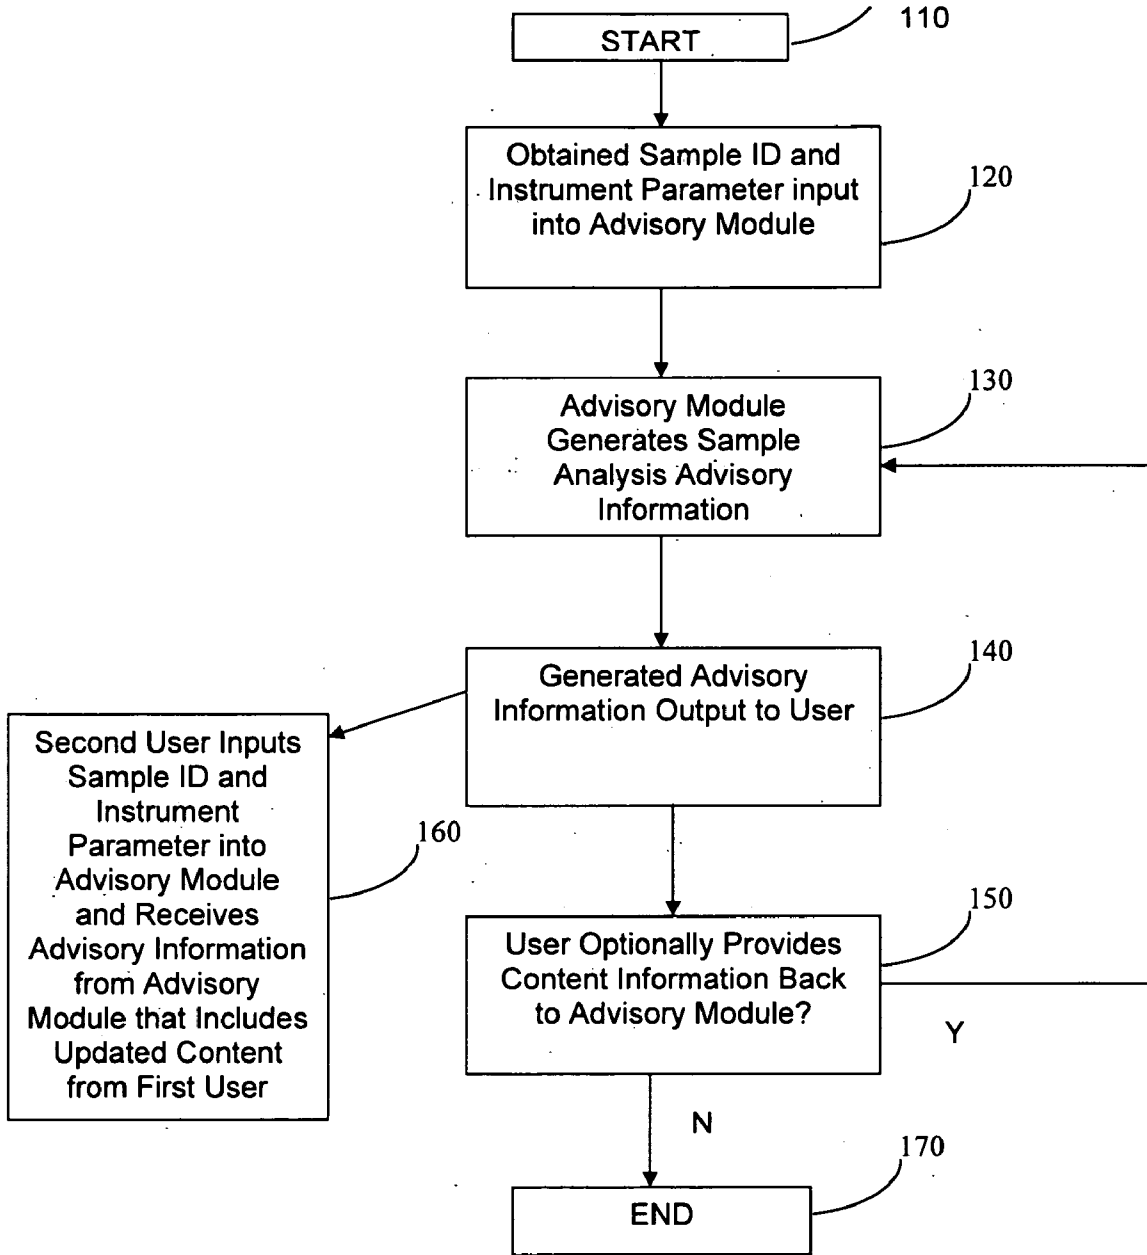 110
START
Obtained Sample ID and
Instrument Parameter input
into Advisory Module
120
130
Advisory Module
Generates Sample
Analysis Advisory
Information
140
Generated Advisory
Information Output to User
Second User Inputs
Sample ID and
Instrument
Parameter into
Advisory Module
and Receives
Advisory Information
from Advisory
Module that Includes
Updated Content
from First User
160
150
User Optionally Provides
Content Information Back
to Advisory Module?
Y
N
170
END